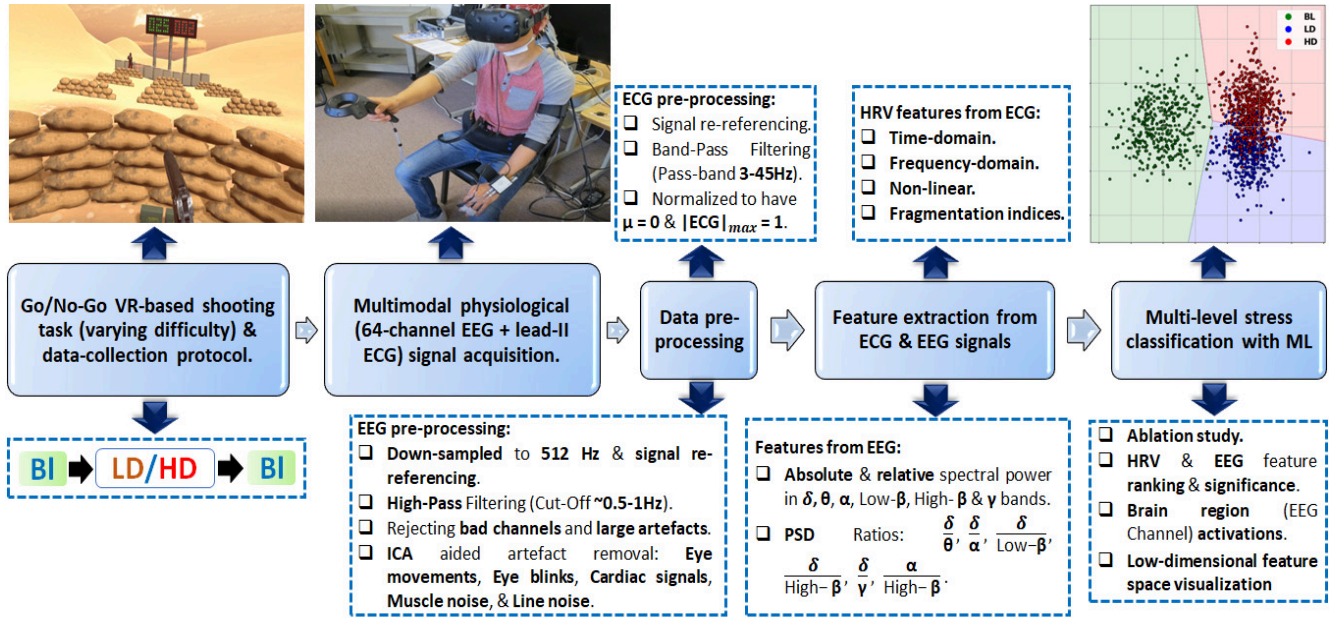 025 002
BL
LD
HD
ECG pre-processing:
❑ Signal re-referencing.
❑ Band-Pass Filtering
(Pass-band 3-45Hz).
❑ Normalized to have
μ = 0 & |ECG|max = 1.
HRV features from ECG:
❑ Time-domain.
❑ Frequency-domain.
❑ Non-linear.
❑ Fragmentation indices.
Go/No-Go VR-based shooting
task (varying difficulty) &
data-collection protocol.
Multimodal physiological
(64-channel EEG + lead-II
ECG) signal acquisition.
Data pre-
processing
Feature extraction from
ECG & EEG signals
Multi-level stress
classification with ML
Bl LD/HD Bl
EEG pre-processing:
❑ Down-sampled to 512 Hz & signal re-
referencing.
❑ High-Pass Filtering (Cut-Off ~0.5-1Hz).
❑ Rejecting bad channels and large artefacts.
❑ ICA aided artefact removal: Eye
movements, Eye blinks, Cardiac signals,
Muscle noise, & Line noise.
Features from EEG:
❑ Absolute & relative spectral power
in δ, θ, α, Low-β, High- β & γ bands.
❑ PSD Ratios: δ/θ, δ/α, δ/Low-β,
δ/High- β, δ/γ, α/High- β.
❑ Ablation study.
❑ HRV & EEG feature
ranking & significance.
❑ Brain region (EEG
Channel) activations.
❑ Low-dimensional feature
space visualization